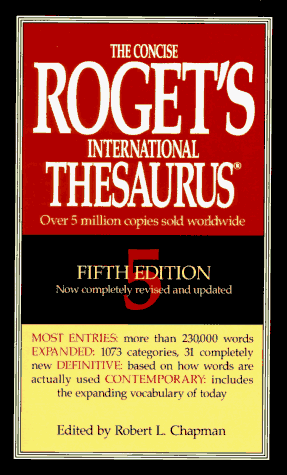 THE CONCISE
ROGET'S
INTERNATIONAL
THESAURUS®
Over 5 million copies sold worldwide
5
FIFTH EDITION
Now completely revised and updated
MOST ENTRIES: more than 230,000 words
EXPANDED: 1073 categories, 31 completely
new DEFINITIVE: based on how words are
actually used CONTEMPORARY: includes
the expanding vocabulary of today
Edited by Robert L. Chapman